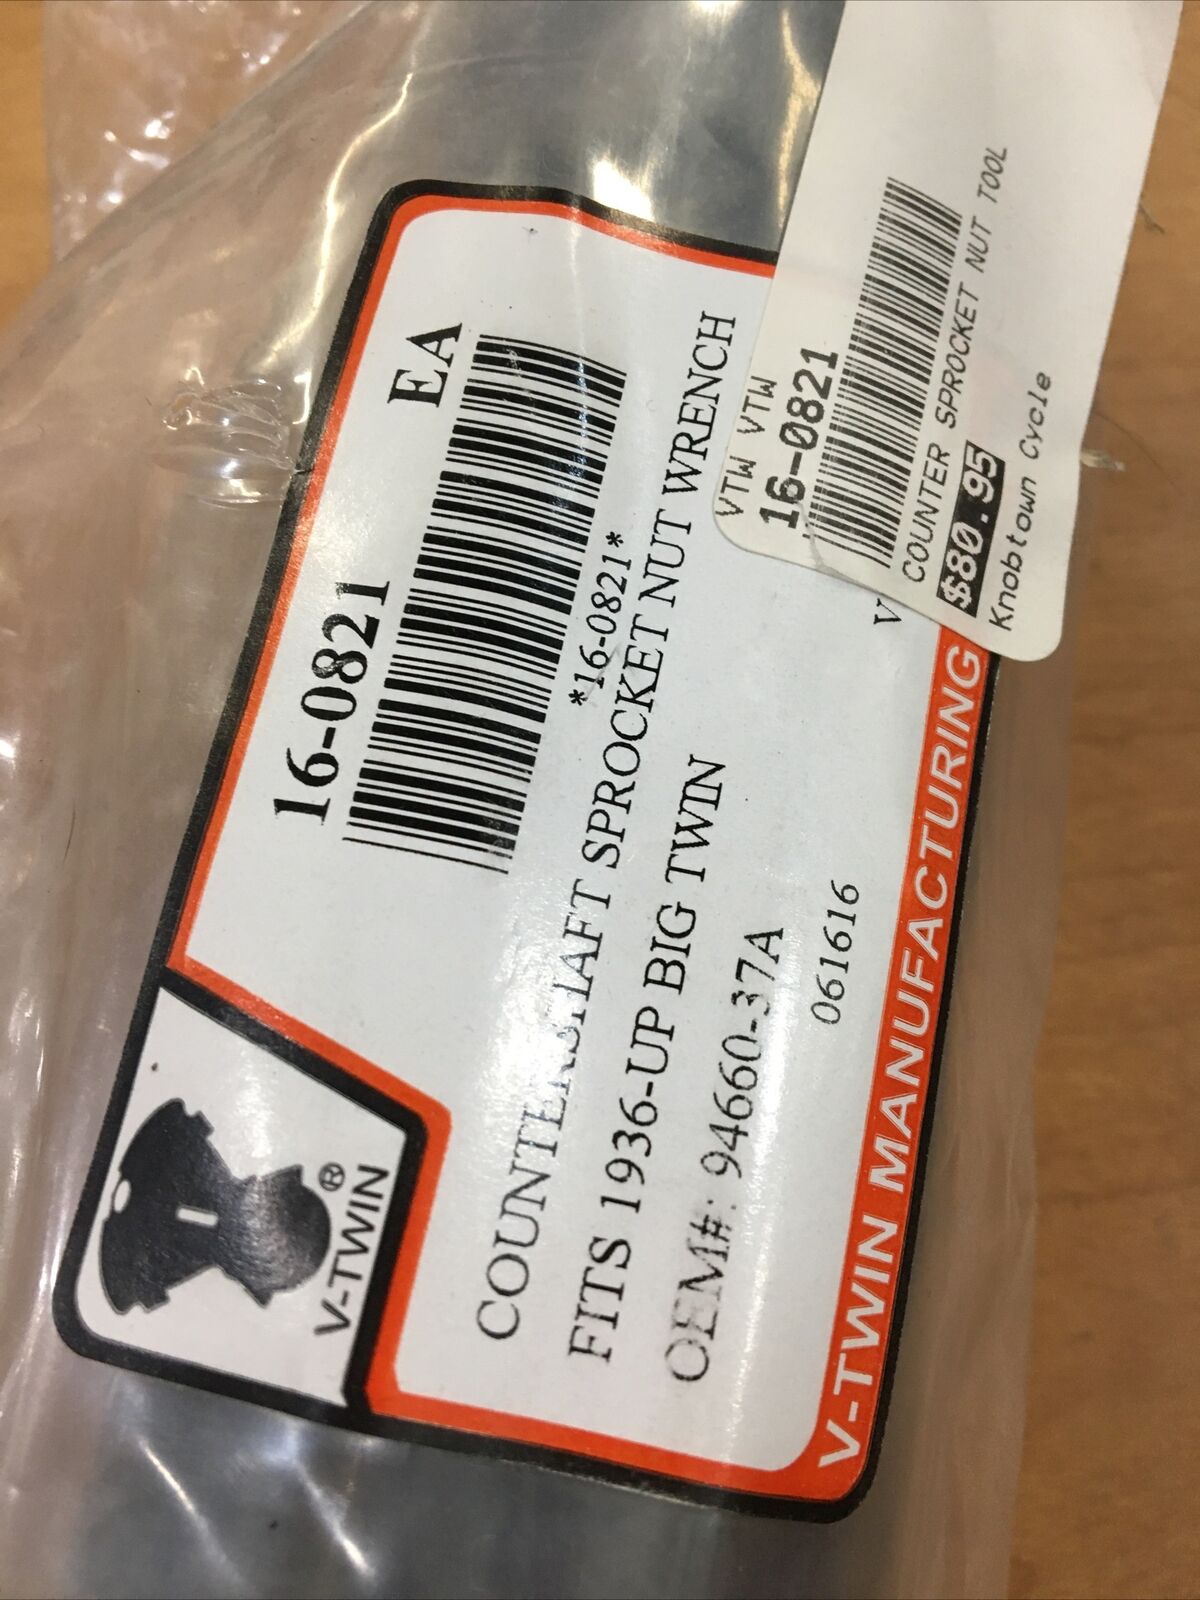 16-0821 EA
*16-0821*
COUNTERSHAFT SPROCKET NUT WRENCH
FITS 1936-UP BIG TWIN
OEM#: 94660-37A
061616 V
V-TWIN MANUFACTURING
V-TWIN®
VTW VTW
16-0821
COUNTER SPROCKET NUT TOOL
$80.95
Knobtown Cycle